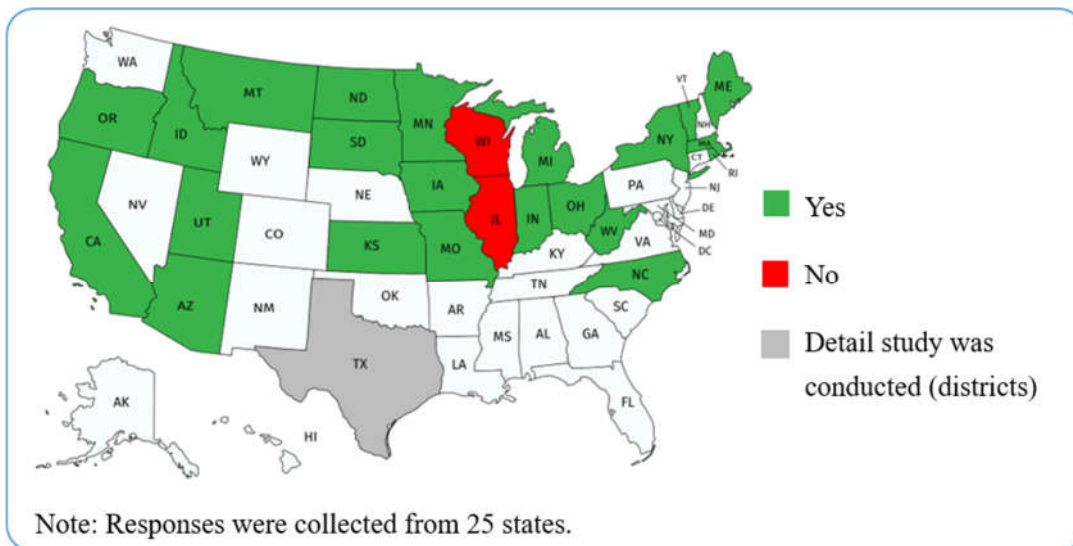 WA
VT
ME
MT
ND
OR
MN
NH
ID
WI
NY
SD
MA
MI
WY
CT
RI
IA
PA
NE
NJ
NV
OH
IN
DE
UT
IL
WV
MD
CO
VA
DC
CA
KS
MO
KY
NC
TN
OK
AZ
NM
AR
SC
MS
AL
GA
TX
LA
FL
AK
HI
Yes
No
Detail study was
conducted (districts)
Note: Responses were collected from 25 states.